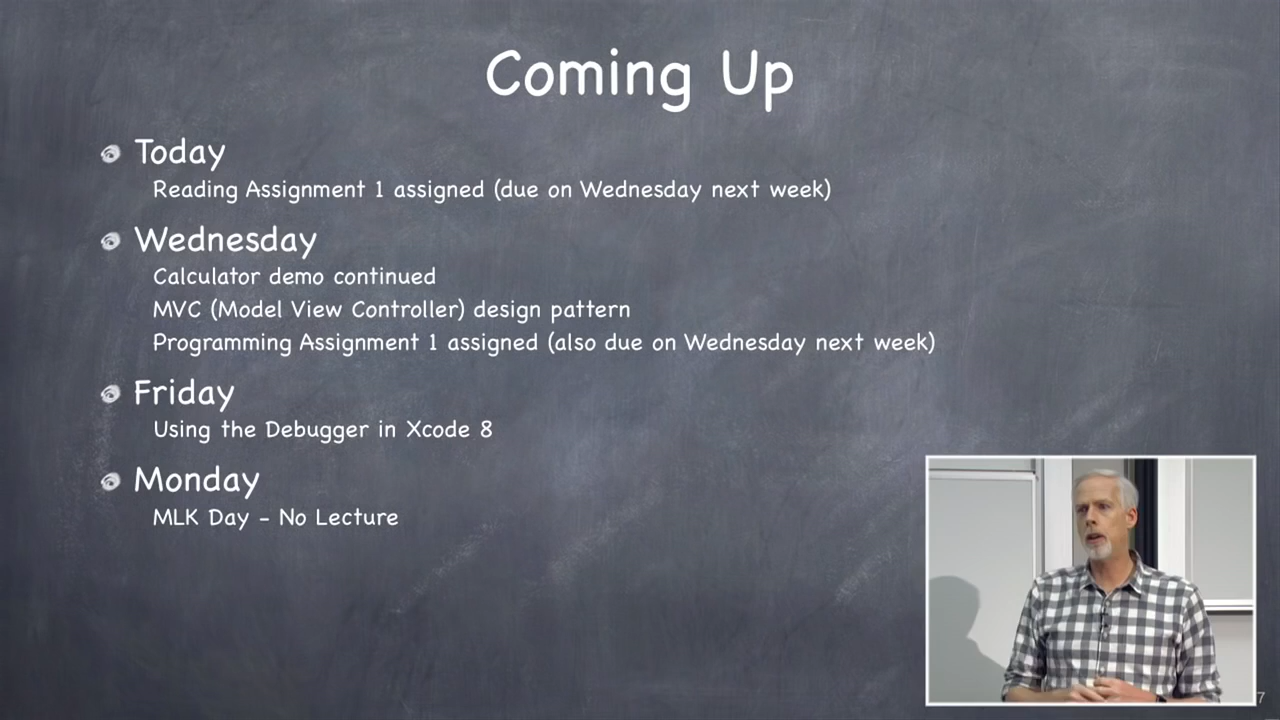 Coming Up
Today
Reading Assignment 1 assigned (due on Wednesday next week)
Wednesday
Calculator demo continued
MVC (Model View Controller) design pattern
Programming Assignment 1 assigned (also due on Wednesday next week)
Friday
Using the Debugger in Xcode 8
Monday
MLK Day - No Lecture
7